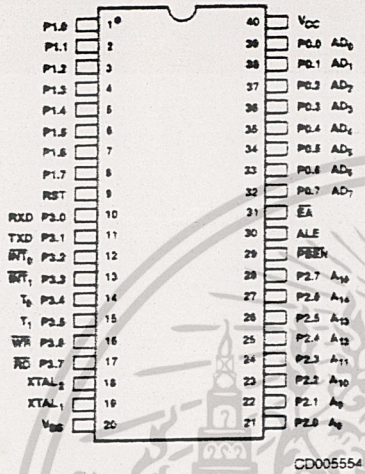 P1.0 1 40 VCC
P1.1 2 39 P0.0 AD0
P1.2 3 38 P0.1 AD1
P1.3 4 37 P0.2 AD2
P1.4 5 36 P0.3 AD3
P1.5 6 35 P0.4 AD4
P1.6 7 34 P0.5 AD5
P1.7 8 33 P0.6 AD6
RST 9 32 P0.7 AD7
RXD P3.0 10 31 EA
TXD P3.1 11 30 ALE
INT0 P3.2 12 29 PSEN
INT1 P3.3 13 28 P2.7 A15
T0 P3.4 14 27 P2.6 A14
T1 P3.5 15 26 P2.5 A13
WR P3.6 16 25 P2.4 A12
RD P3.7 17 24 P2.3 A11
XTAL2 18 23 P2.2 A10
XTAL1 19 22 P2.1 A9
VSS 20 21 P2.0 A8
CD005554